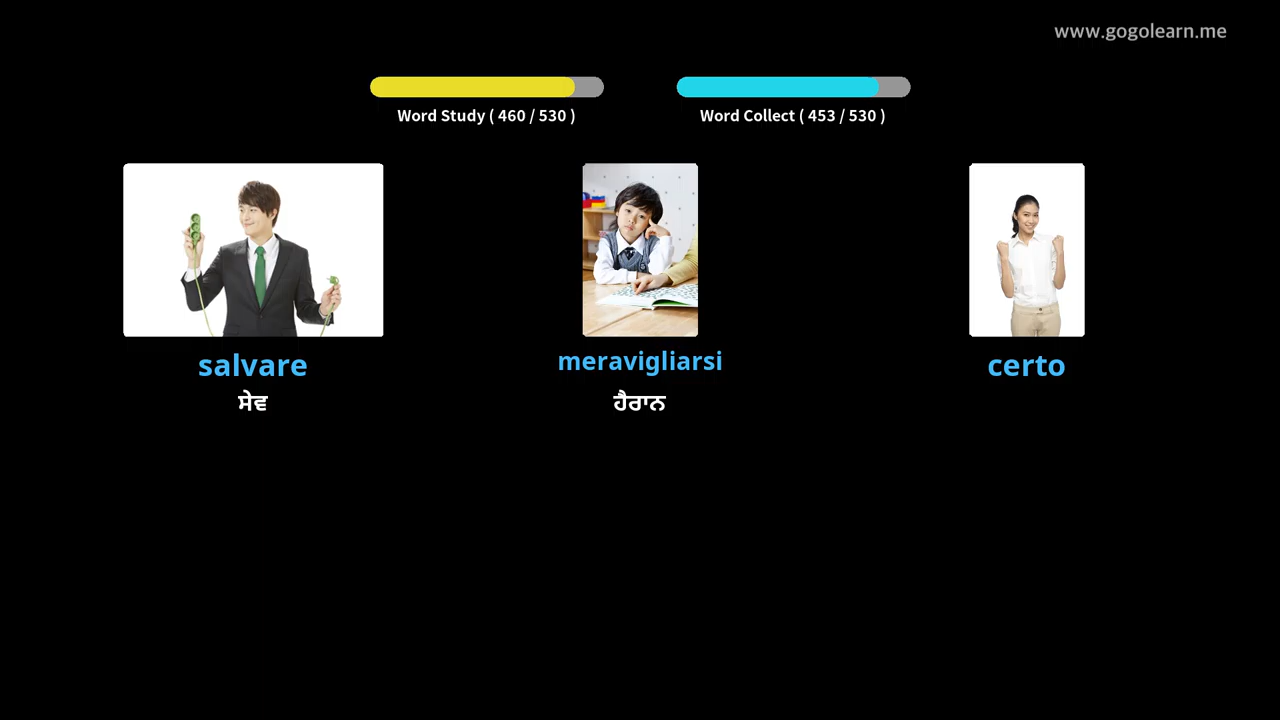 www.gogolearn.me
Word Study ( 460 / 530 )
Word Collect ( 453 / 530 )
salvare
meravigliarsi
certo
ਸੇਵ
ਹੈਰਾਨ